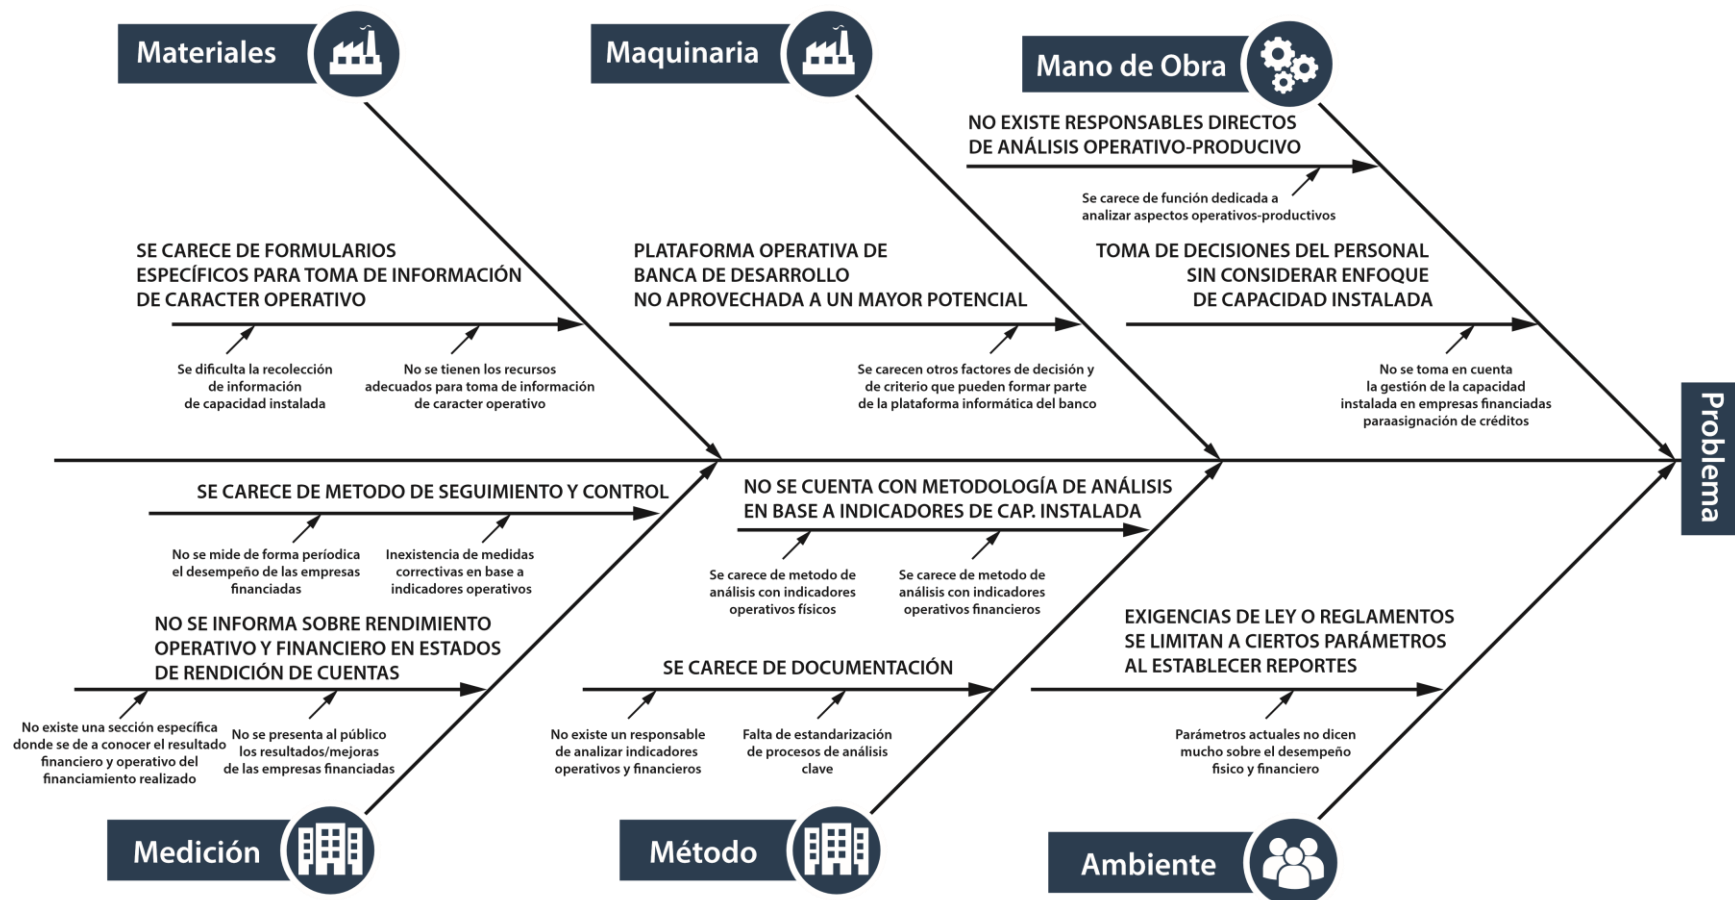 Materiales
Maquinaria
Mano de Obra
NO EXISTE RESPONSABLES DIRECTOS
DE ANÁLISIS OPERATIVO-PRODUCIVO
Se carece de función dedicada a
analizar aspectos operativos-productivos
SE CARECE DE FORMULARIOS
ESPECÍFICOS PARA TOMA DE INFORMACIÓN
DE CARACTER OPERATIVO
Se dificulta la recolección
de información
de capacidad instalada
No se tienen los recursos
adecuados para toma de información
de caracter operativo
PLATAFORMA OPERATIVA DE
BANCA DE DESARROLLO
NO APROVECHADA A UN MAYOR POTENCIAL
Se carecen otros factores de decisión y
de criterio que pueden formar parte
de la plataforma informática del banco
TOMA DE DECISIONES DEL PERSONAL
SIN CONSIDERAR ENFOQUE
DE CAPACIDAD INSTALADA
No se toma en cuenta
la gestión de la capacidad
instalada en empresas financiadas
paraasignación de créditos
Problema
SE CARECE DE METODO DE SEGUIMIENTO Y CONTROL
No se mide de forma períodica
el desempeño de las empresas
financiadas
Inexistencia de medidas
correctivas en base a
indicadores operativos
NO SE INFORMA SOBRE RENDIMIENTO
OPERATIVO Y FINANCIERO EN ESTADOS
DE RENDICIÓN DE CUENTAS
No existe una sección específica
donde se de a conocer el resultado
financiero y operativo del
financiamiento realizado
No se presenta al público
los resultados/mejoras
de las empresas financiadas
NO SE CUENTA CON METODOLOGÍA DE ANÁLISIS
EN BASE A INDICADORES DE CAP. INSTALADA
Se carece de metodo de
análisis con indicadores
operativos físicos
Se carece de metodo de
análisis con indicadores
operativos financieros
SE CARECE DE DOCUMENTACIÓN
No existe un responsable
de analizar indicadores
operativos y financieros
Falta de estandarización
de procesos de análisis
clave
EXIGENCIAS DE LEY O REGLAMENTOS
SE LIMITAN A CIERTOS PARÁMETROS
AL ESTABLECER REPORTES
Parámetros actuales no dicen
mucho sobre el desempeño
fisico y financiero
Medición
Método
Ambiente